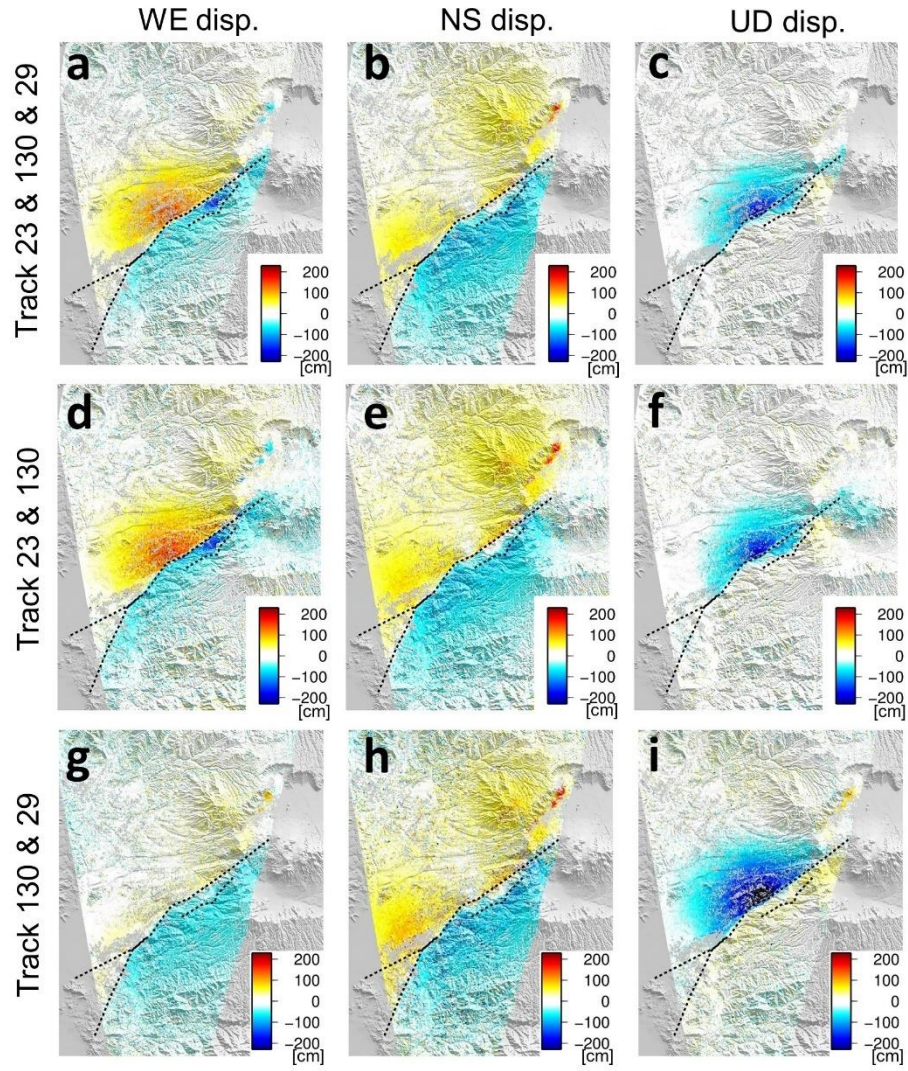 WE disp. NS disp. UD disp.
Track 23 & 130 & 29
a b c
200 200 200
100 100 100
0 0 0
−100 −100 −100
−200 −200 −200
[cm] [cm] [cm]
Track 23 & 130
d e f
200 200 200
100 100 100
0 0 0
−100 −100 −100
−200 −200 −200
[cm] [cm] [cm]
Track 130 & 29
g h i
200 200 200
100 100 100
0 0 0
−100 −100 −100
−200 −200 −200
[cm] [cm] [cm]